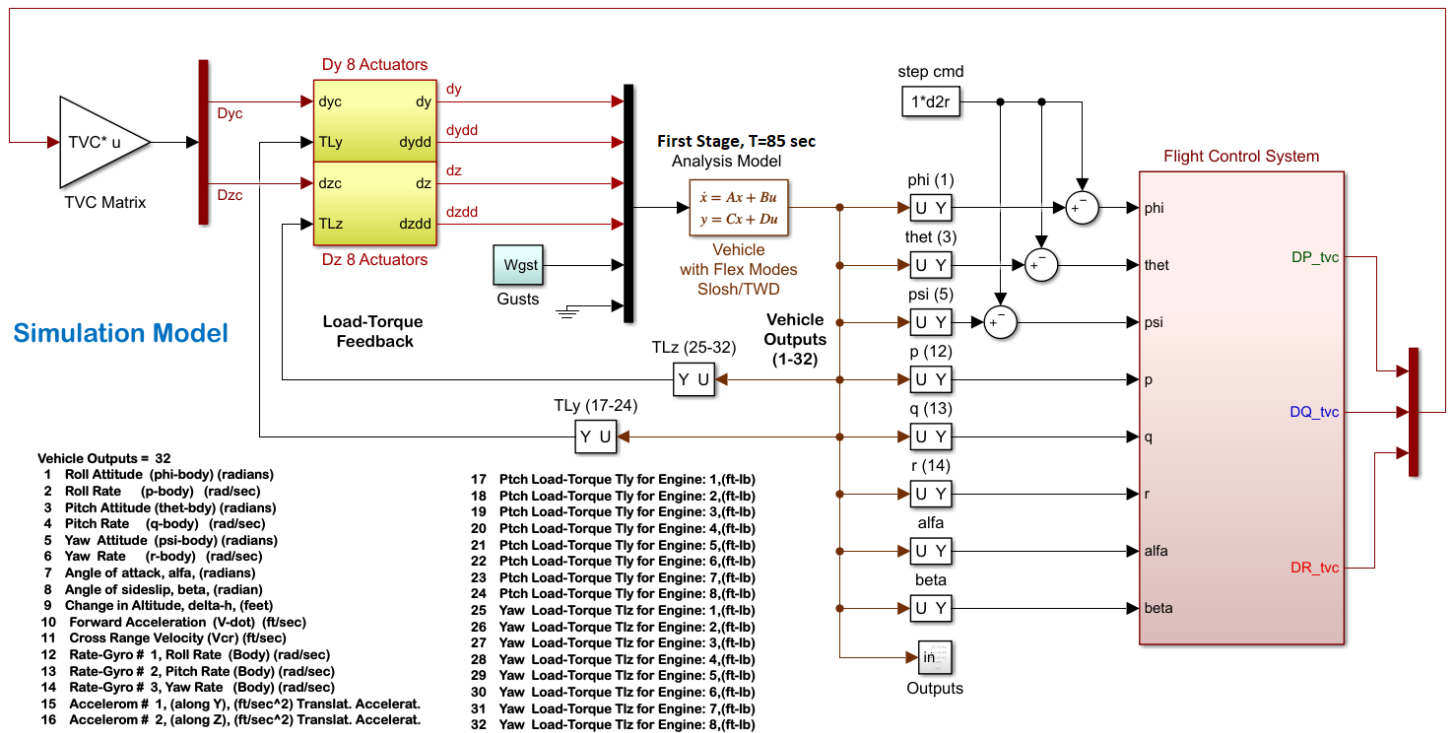 Dy 8 Actuators
dyc
dy
TLy
dydd
dzc
dz
TLz
dzdd
Dz 8 Actuators
TVC* u
TVC Matrix
Dyc
Dzc
dy
dydd
dz
dzdd
Wgst
Gusts
Load-Torque
Feedback
Simulation Model
First Stage, T=85 sec
Analysis Model
ẋ = Ax + Bu
y = Cx + Du
Vehicle
with Flex Modes
Slosh/TWD
Vehicle
Outputs
(1-32)
TLz (25-32)
Y U
TLy (17-24)
Y U
step cmd
1*d2r
phi (1)
U Y
+ −
thet (3)
U Y
+ −
psi (5)
U Y
+ −
p (12)
U Y
q (13)
U Y
r (14)
U Y
alfa
U Y
beta
U Y
in
Outputs
Flight Control System
phi
thet
psi
p
q
r
alfa
beta
DP_tvc
DQ_tvc
DR_tvc
Vehicle Outputs = 32
1 Roll Attitude (phi-body) (radians)
2 Roll Rate (p-body) (rad/sec)
3 Pitch Attitude (thet-bdy) (radians)
4 Pitch Rate (q-body) (rad/sec)
5 Yaw Attitude (psi-body) (radians)
6 Yaw Rate (r-body) (rad/sec)
7 Angle of attack, alfa, (radians)
8 Angle of sideslip, beta, (radian)
9 Change in Altitude, delta-h, (feet)
10 Forward Acceleration (V-dot) (ft/sec)
11 Cross Range Velocity (Vcr) (ft/sec)
12 Rate-Gyro # 1, Roll Rate (Body) (rad/sec)
13 Rate-Gyro # 2, Pitch Rate (Body) (rad/sec)
14 Rate-Gyro # 3, Yaw Rate (Body) (rad/sec)
15 Accelerom # 1, (along Y), (ft/sec^2) Translat. Accelerat.
16 Accelerom # 2, (along Z), (ft/sec^2) Translat. Accelerat.
17 Ptch Load-Torque Tly for Engine: 1,(ft-lb)
18 Ptch Load-Torque Tly for Engine: 2,(ft-lb)
19 Ptch Load-Torque Tly for Engine: 3,(ft-lb)
20 Ptch Load-Torque Tly for Engine: 4,(ft-lb)
21 Ptch Load-Torque Tly for Engine: 5,(ft-lb)
22 Ptch Load-Torque Tly for Engine: 6,(ft-lb)
23 Ptch Load-Torque Tly for Engine: 7,(ft-lb)
24 Ptch Load-Torque Tly for Engine: 8,(ft-lb)
25 Yaw Load-Torque Tlz for Engine: 1,(ft-lb)
26 Yaw Load-Torque Tlz for Engine: 2,(ft-lb)
27 Yaw Load-Torque Tlz for Engine: 3,(ft-lb)
28 Yaw Load-Torque Tlz for Engine: 4,(ft-lb)
29 Yaw Load-Torque Tlz for Engine: 5,(ft-lb)
30 Yaw Load-Torque Tlz for Engine: 6,(ft-lb)
31 Yaw Load-Torque Tlz for Engine: 7,(ft-lb)
32 Yaw Load-Torque Tlz for Engine: 8,(ft-lb)